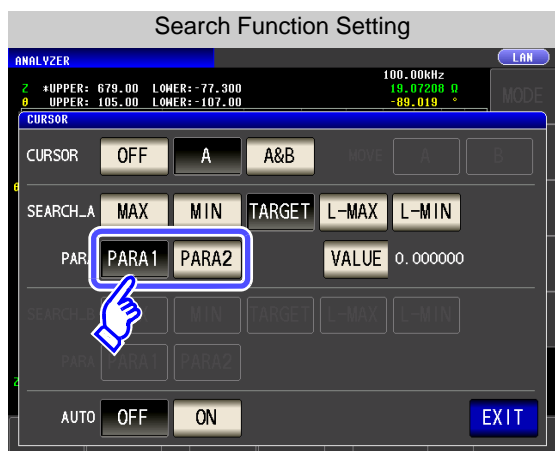 Search Function Setting
ANALYZER LAN
100.00kHz
Z *UPPER: 679.00 LOWER:-77.300 19.07208 Ω
θ UPPER: 105.00 LOWER:-107.00 -89.019 °
MODE
CURSOR
CURSOR OFF A A&B MOVE A B
θ
SEARCH_A MAX MIN TARGET L-MAX L-MIN
PARA1 PARA2 VALUE 0.000000
SEARCH_B MIN TARGET L-MAX L-MIN
PARA PARA1 PARA2
Z
AUTO OFF ON EXIT